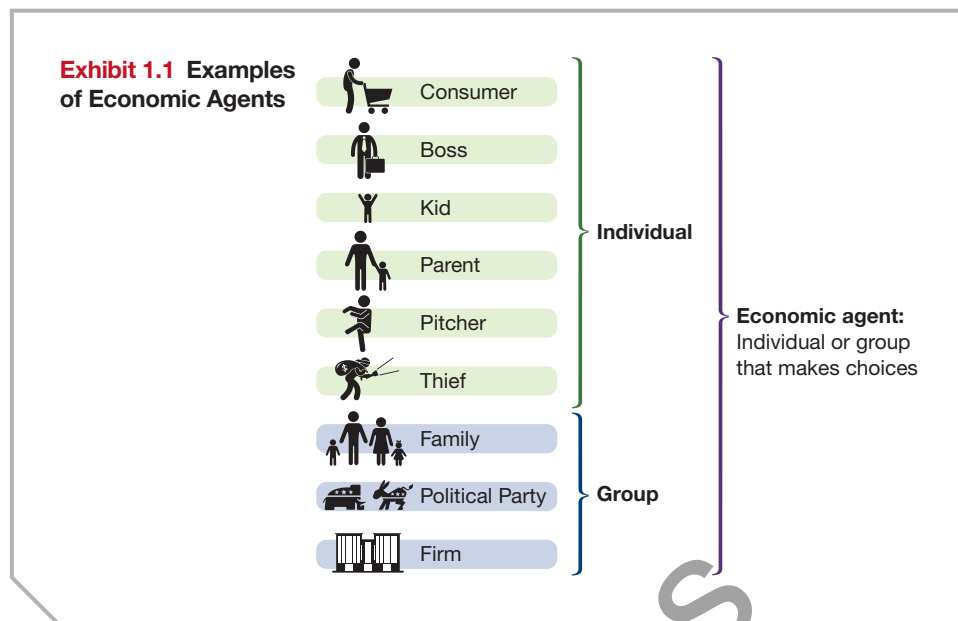 Exhibit 1.1 Examples
of Economic Agents
Consumer
Boss
Kid
Parent
Pitcher
Thief
Family
Political Party
Firm
Individual
Group
Economic agent:
Individual or group
that makes choices
S